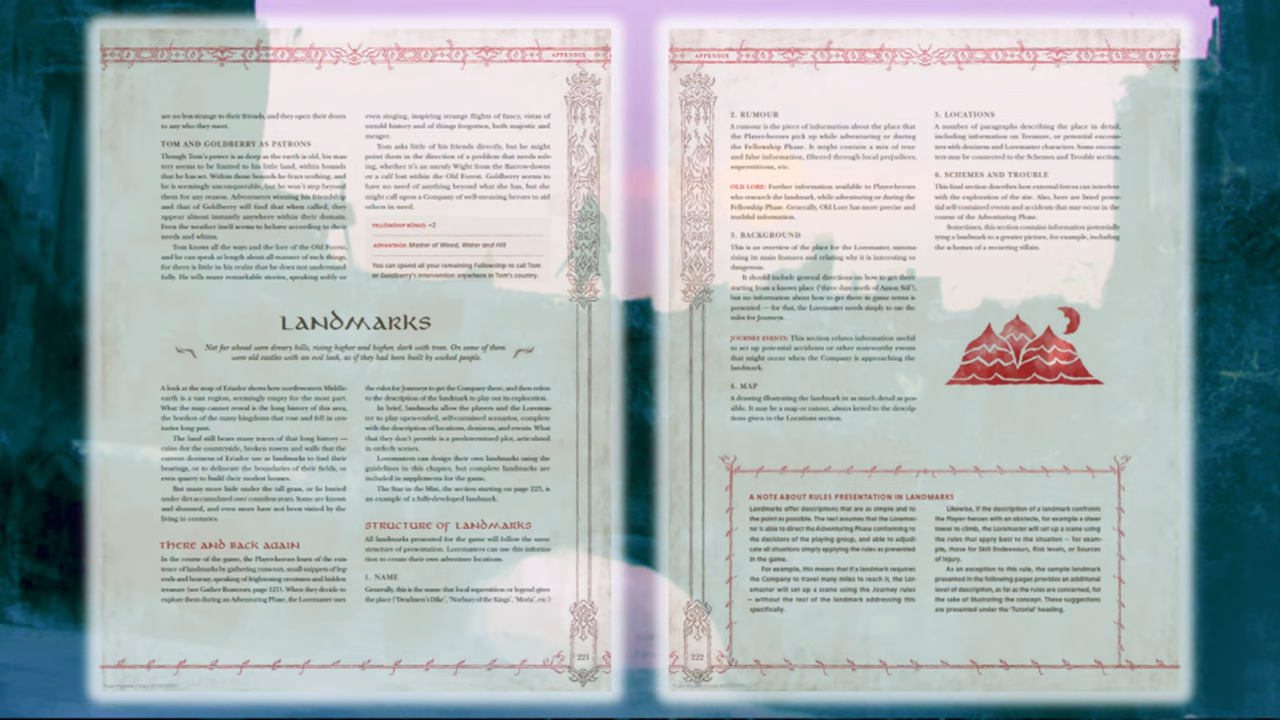 APPENDIX
are no less strange to their friends, and they open their doors
to any who they meet.
TOM AND GOLDBERRY AS PATRONS
Though Tom's power is as deep as the earth is old, his mas-
tery seems to be limited to his little land, within bounds
that he has set. Within those bounds he fears nothing, and
he is seemingly unconquerable, but he won't step beyond
them for any reason. Adventurers winning his friendship
and that of Goldberry will find that when called, they
appear almost instantly anywhere within their domain.
Even the weather itself seems to behave according to their
needs and whims.
Tom knows all the ways and the lore of the Old Forest,
and he can speak at length about all manner of such things,
for there is little in his realm that he does not understand
fully. He tells many remarkable stories, speaking softly or
even singing, inspiring strange flights of fancy, vistas of
untold history and of things forgotten, both majestic and
meager.
Tom asks little of his friends directly, but he might
point them in the direction of a problem that needs solv-
ing, whether it's an unruly Wight from the Barrow-downs
or a calf lost within the Old Forest. Goldberry seems to
have no need of anything beyond what she has, but she
might call upon a Company of well-meaning heroes to aid
others in need.
FELLOWSHIP BONUS: +2
ADVANTAGE: Master of Wood, Water and Hill
You can spend all your remaining Fellowship to call Tom
or Goldberry's intervention anywhere in Tom's country.
LANDMARKS
Not far ahead were dreary hills, rising higher and higher, dark with trees. On some of them
were old castles with an evil look, as if they had been built by wicked people.
A look at the map of Eriador shows how northwestern Middle-
earth is a vast region, seemingly empty for the most part.
What the map cannot reveal is the long history of this area,
the borders of the many kingdoms that rose and fell in cen-
turies long past.
The land still bears many traces of that long history —
ruins dot the countryside, broken towers and walls that the
current denizens of Eriador use as landmarks to find their
bearings, or to delineate the boundaries of their fields, or
even quarry to build their modest houses.
But many more hide under the tall grass, or lie buried
under dirt accumulated over countless years. Some are known
and shunned, and even more have not been visited by the
living in centuries.
THERE AND BACK AGAIN
In the course of the game, the Player-heroes learn of the exis-
tence of landmarks by gathering rumours, small snippets of leg-
ends and hearsay, speaking of frightening creatures and hidden
treasure (see Gather Rumours, page 121). When they decide to
explore them during an Adventuring Phase, the Loremaster uses
the rules for Journeys to get the Company there, and then refers
to the description of the landmark to play out its exploration.
In brief, landmarks allow the players and the Loremas-
ter to play open-ended, self-contained scenarios, complete
with the description of locations, denizens, and events. What
that they don't provide is a predetermined plot, articulated
in orderly scenes.
Loremasters can design their own landmarks using the
guidelines in this chapter, but complete landmarks are
included in supplements for the game.
The Star in the Mist, the section starting on page 223, is
an example of a fully-developed landmark.
STRUCTURE OF LANDMARKS
All landmarks presented for the game will follow the same
structure of presentation. Loremasters can use this informa-
tion to create their own adventure locations.
1. NAME
Generally, this is the name that local superstition or legend gives
the place ('Deadmen's Dike', 'Norbury of the Kings', 'Moria', etc.)
221
APPENDIX
2. RUMOUR
A rumour is the piece of information about the place that
the Player-heroes pick up while adventuring or during
the Fellowship Phase. It might contain a mix of true
and false information, filtered through local prejudices,
superstitions, etc.
OLD LORE: Further information available to Player-heroes
who research the landmark, while adventuring or during the
Fellowship Phase. Generally, Old Lore has more precise and
truthful information.
3. BACKGROUND
This is an overview of the place for the Loremaster, summa-
rising its main features and relating why it is interesting or
dangerous.
It should include general directions on how to get there
starting from a known place ('three days north of Amon Sûl'),
but no information about how to get there in game terms is
presented — for that, the Loremaster needs simply to use the
rules for Journeys.
JOURNEY EVENTS: This section relates information useful
to set up potential accidents or other noteworthy events
that might occur when the Company is approaching the
landmark.
4. MAP
A drawing illustrating the landmark in as much detail as pos-
sible. It may be a map or cutout, always keyed to the descrip-
tions given in the Locations section.
5. LOCATIONS
A number of paragraphs describing the place in detail,
including information on Treasure, or potential encoun-
ters with denizens and Loremaster characters. Some encoun-
ters may be connected to the Schemes and Trouble section.
6. SCHEMES AND TROUBLE
This final section describes how external forces can interfere
with the exploration of the site. Also, here are listed poten-
tial self-contained events and accidents that may occur in the
course of the Adventuring Phase.
Sometimes, this section contains information potentially
tying a landmark to a greater picture, for example, including
the schemes of a recurring villain.
A NOTE ABOUT RULES PRESENTATION IN LANDMARKS
Landmarks offer descriptions that are as simple and to
the point as possible. The text assumes that the Loremas-
ter is able to direct the Adventuring Phase conforming to
the decisions of the playing group, and able to adjudi-
cate all situations simply applying the rules as presented
in the game.
For example, this means that if a landmark requires
the Company to travel many miles to reach it, the Lor-
emaster will set up a scene using the Journey rules
— without the text of the landmark addressing this
specifically.
Likewise, if the description of a landmark confronts
the Player-heroes with an obstacle, for example a sheer
tower to climb, the Loremaster will set up a scene using
the rules that apply best to the situation — for exam-
ple, those for Skill Endeavours, Risk levels, or Sources
of Injury.
As an exception to this rule, the sample landmark
presented in the following pages provides an additional
level of description, as far as the rules are concerned, for
the sake of illustrating the concept. These suggestions
are presented under the 'Tutorial' heading.
222